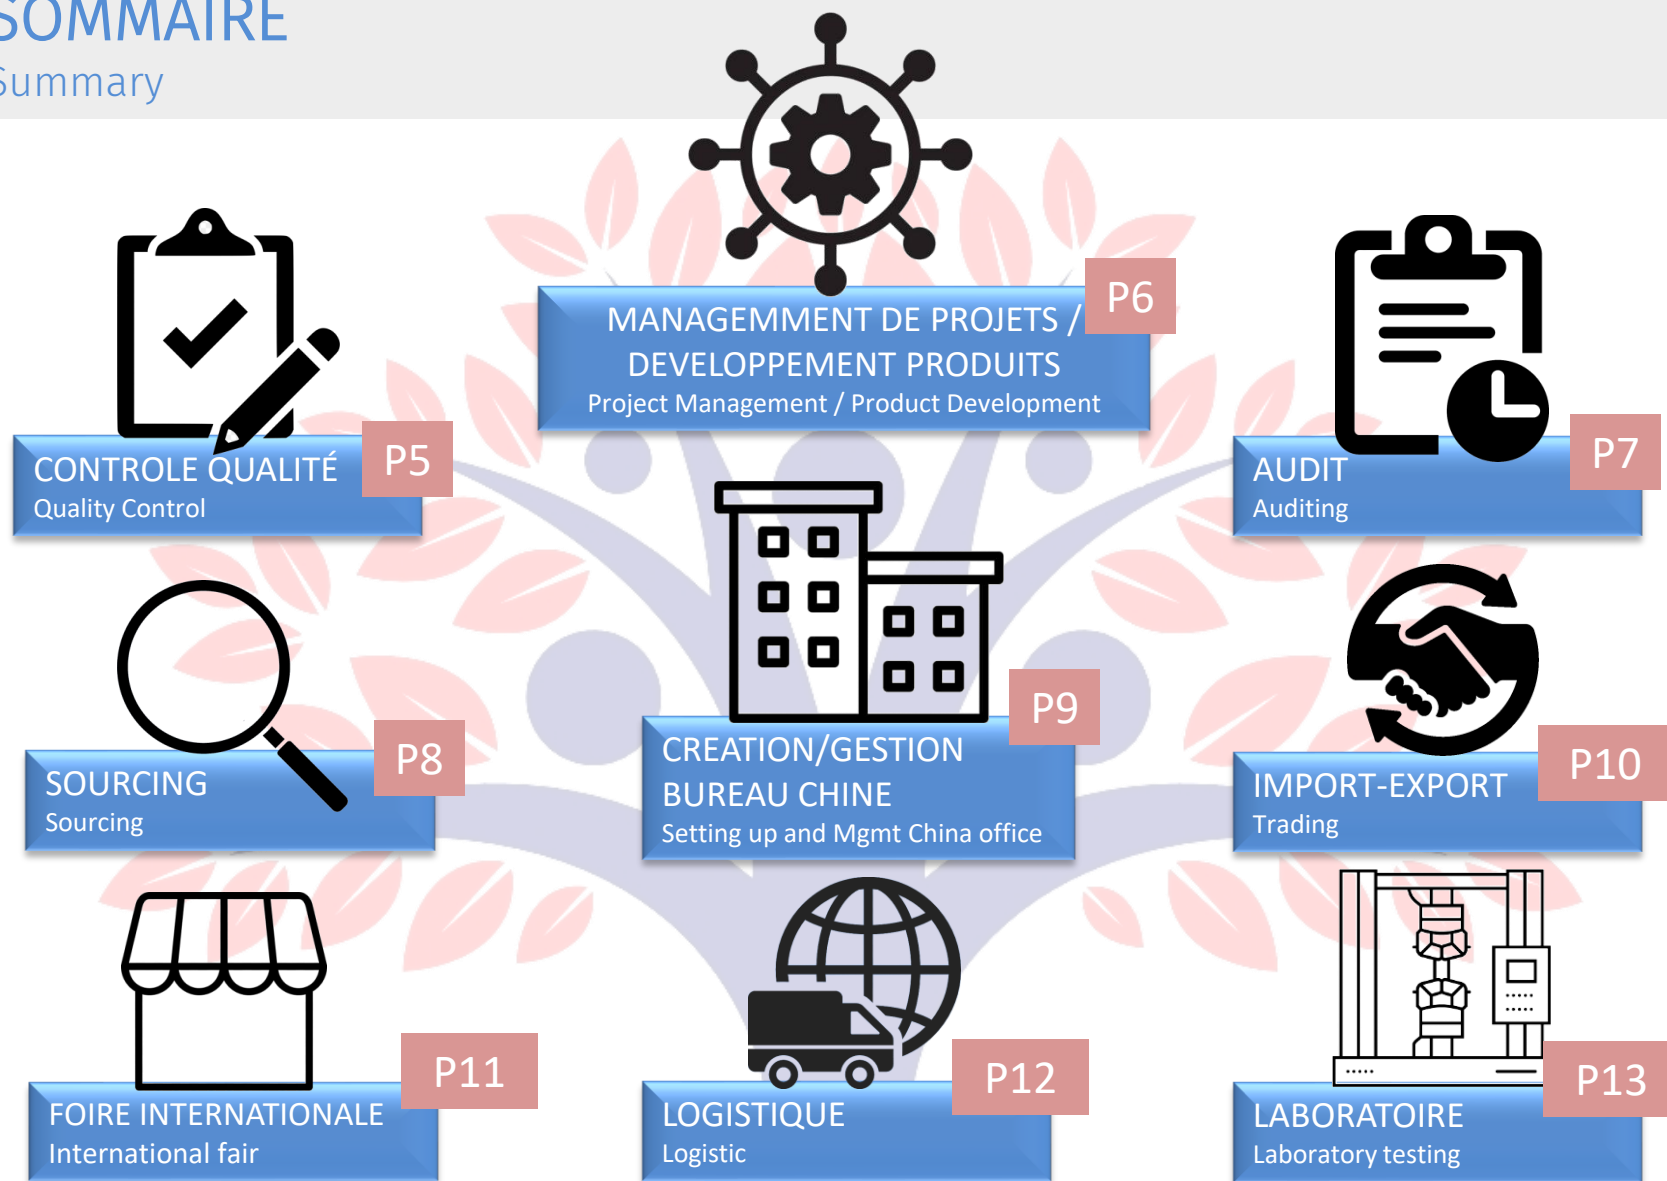 SOMMAIRE
Summary
MANAGEMMENT DE PROJETS /
DEVELOPPEMENT PRODUITS
Project Management / Product Development
P6
CONTROLE QUALITÉ
Quality Control
P5
AUDIT
Auditing
P7
SOURCING
Sourcing
P8
CREATION/GESTION
BUREAU CHINE
Setting up and Mgmt China office
P9
IMPORT-EXPORT
Trading
P10
FOIRE INTERNATIONALE
International fair
P11
LOGISTIQUE
Logistic
P12
LABORATOIRE
Laboratory testing
P13